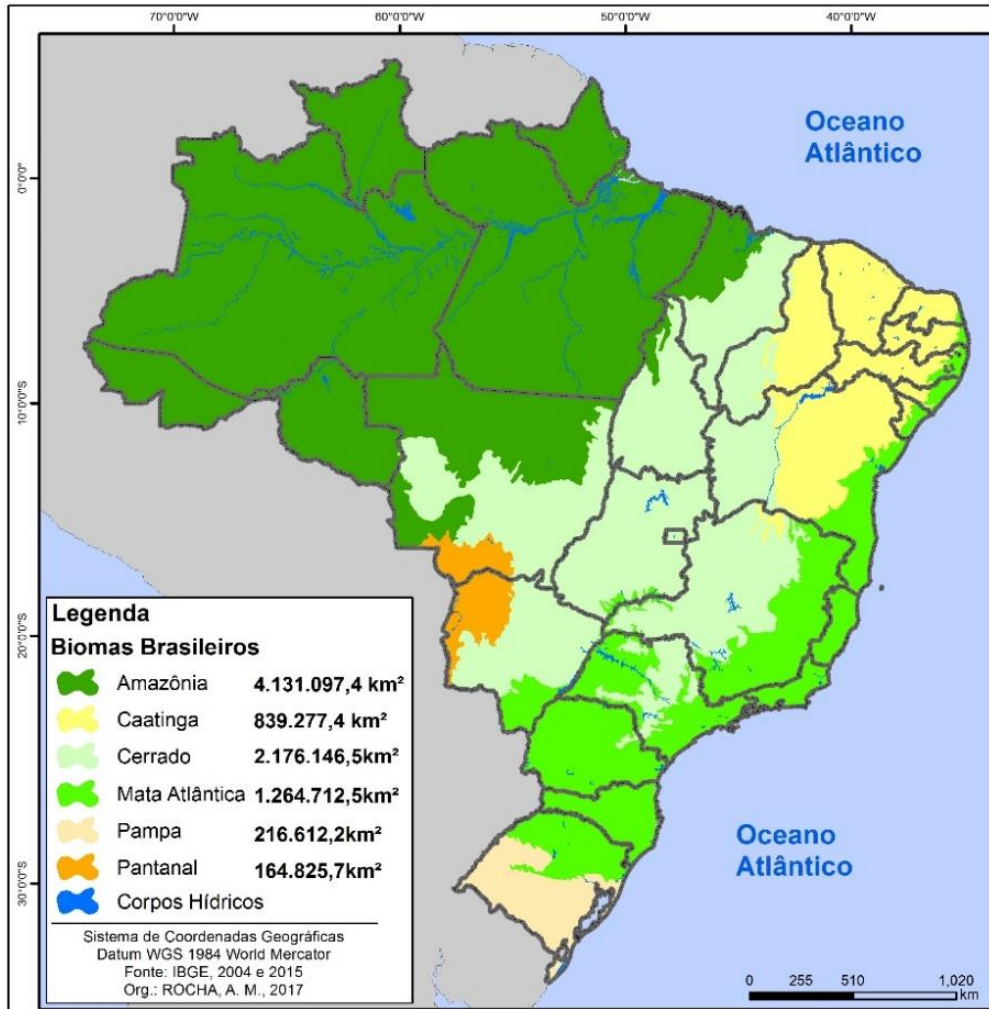 70°0'0"W 60°0'0"W 50°0'0"W 40°0'0"W
Oceano
Atlântico
0°0'0"
10°0'0"S
20°0'0"S
30°0'0"S
Legenda
Biomas Brasileiros
Amazônia 4.131.097,4 km²
Caatinga 839.277,4 km²
Cerrado 2.176.146,5km²
Mata Atlântica 1.264.712,5km²
Pampa 216.612,2km²
Pantanal 164.825,7km²
Corpos Hídricos
Sistema de Coordenadas Geográficas
Datum WGS 1984 World Mercator
Fonte: IBGE, 2004 e 2015
Org.: ROCHA, A. M., 2017
Oceano
Atlântico
0 255 510 1,020
km